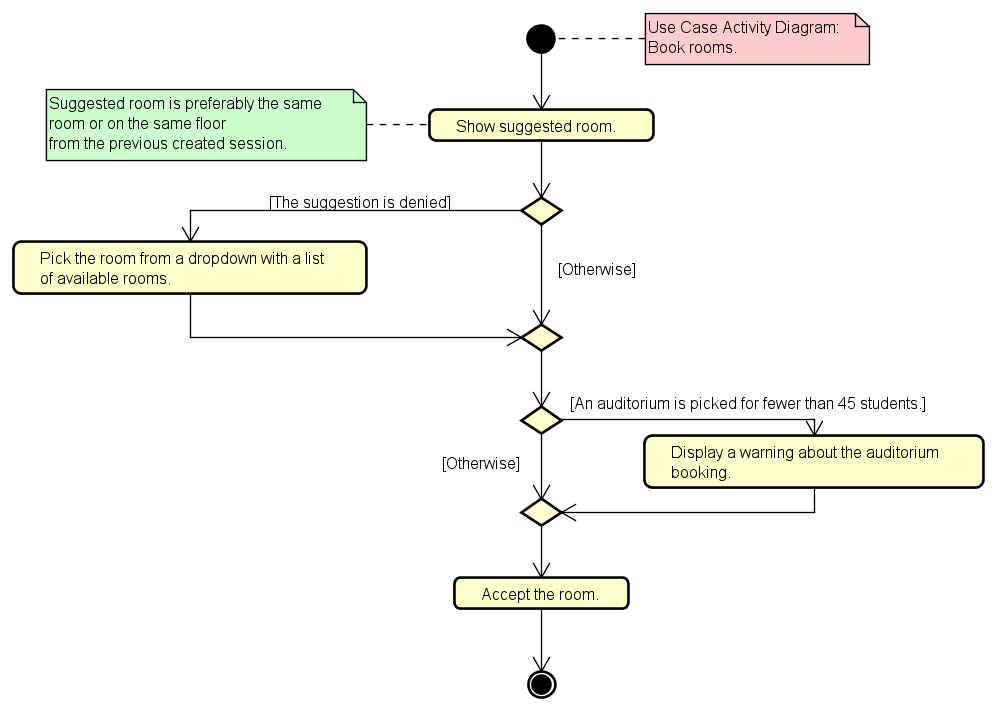 Use Case Activity Diagram:
Book rooms.
Suggested room is preferably the same
room or on the same floor
from the previous created session.
Show suggested room.
[The suggestion is denied]
Pick the room from a dropdown with a list
of available rooms.
[Otherwise]
[An auditorium is picked for fewer than 45 students.]
Display a warning about the auditorium
booking.
[Otherwise]
Accept the room.